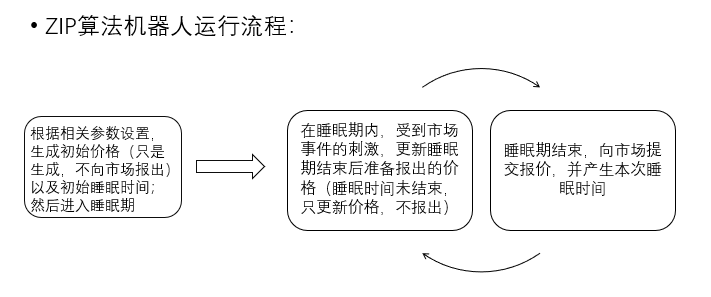 • ZIP算法机器人运行流程：
根据相关参数设置，
生成初始价格（只是
生成，不向市场报出）
以及初始睡眠时间；
然后进入睡眠期
在睡眠期内，受到市场
事件的刺激，更新睡眠
期结束后准备报出的价
格（睡眠时间未结束，
只更新价格，不报出）
睡眠期结束，向市场提
交报价，并产生本次睡
眠时间